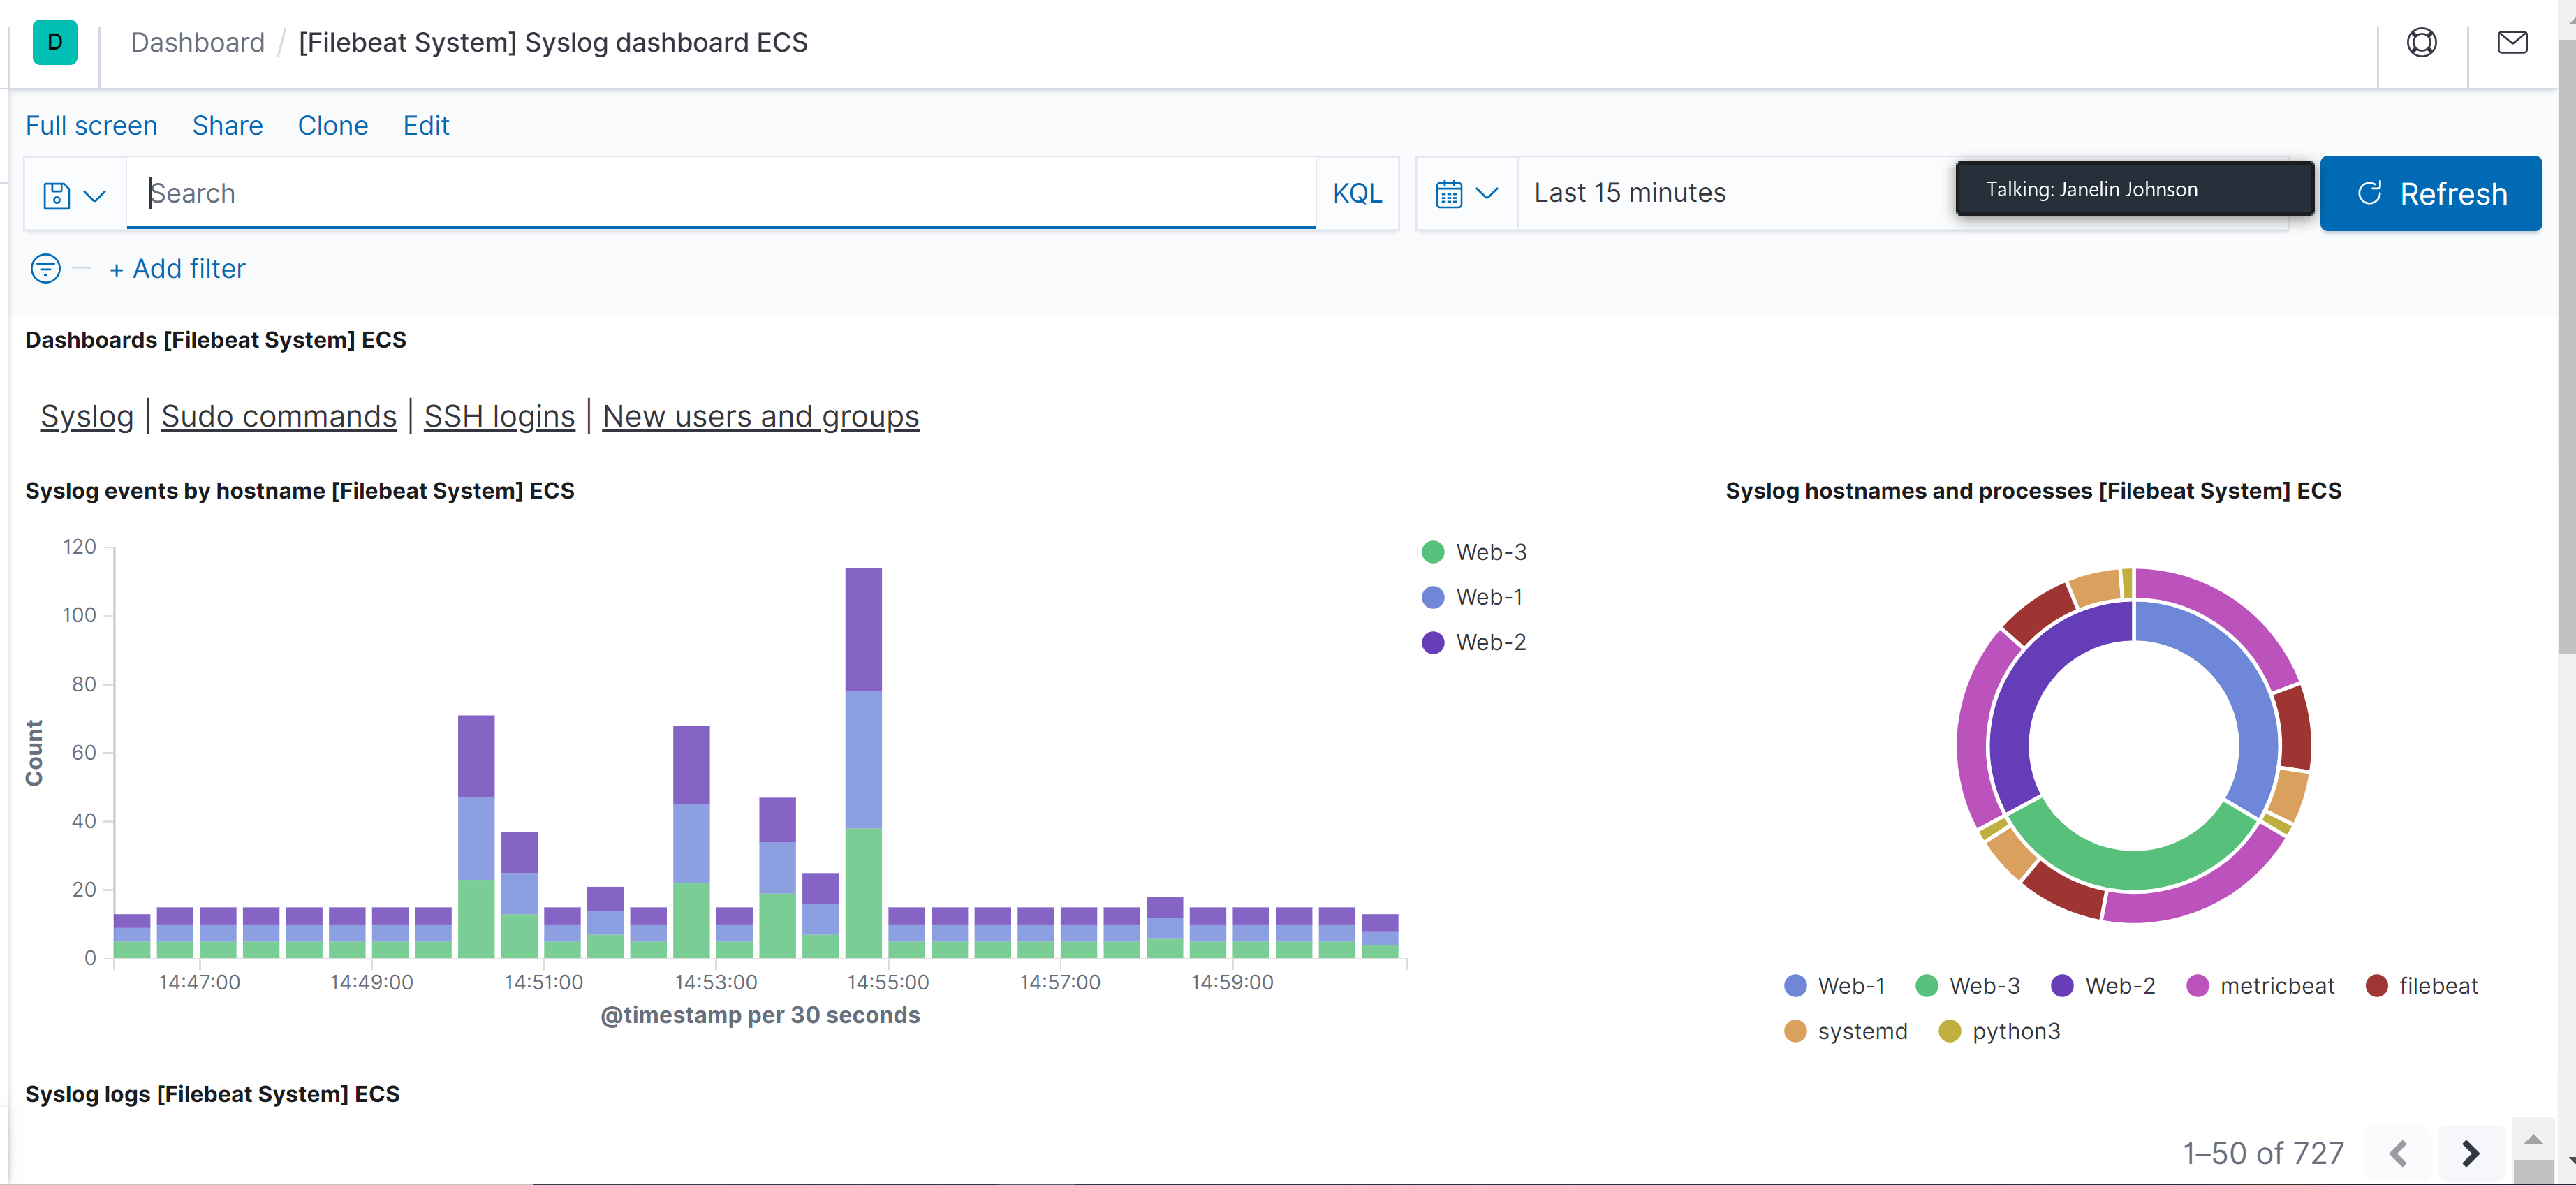 D
Dashboard / [Filebeat System] Syslog dashboard ECS
Full screen Share Clone Edit
Search KQL Last 15 minutes Talking: Janelin Johnson Refresh
+ Add filter
Dashboards [Filebeat System] ECS
Syslog | Sudo commands | SSH logins | New users and groups
Syslog events by hostname [Filebeat System] ECS
120
100
80
60
40
20
0
Count
14:47:00 14:49:00 14:51:00 14:53:00 14:55:00 14:57:00 14:59:00
@timestamp per 30 seconds
Web-3
Web-1
Web-2
Syslog hostnames and processes [Filebeat System] ECS
Web-1 Web-3 Web-2 metricbeat filebeat
systemd python3
Syslog logs [Filebeat System] ECS
1–50 of 727